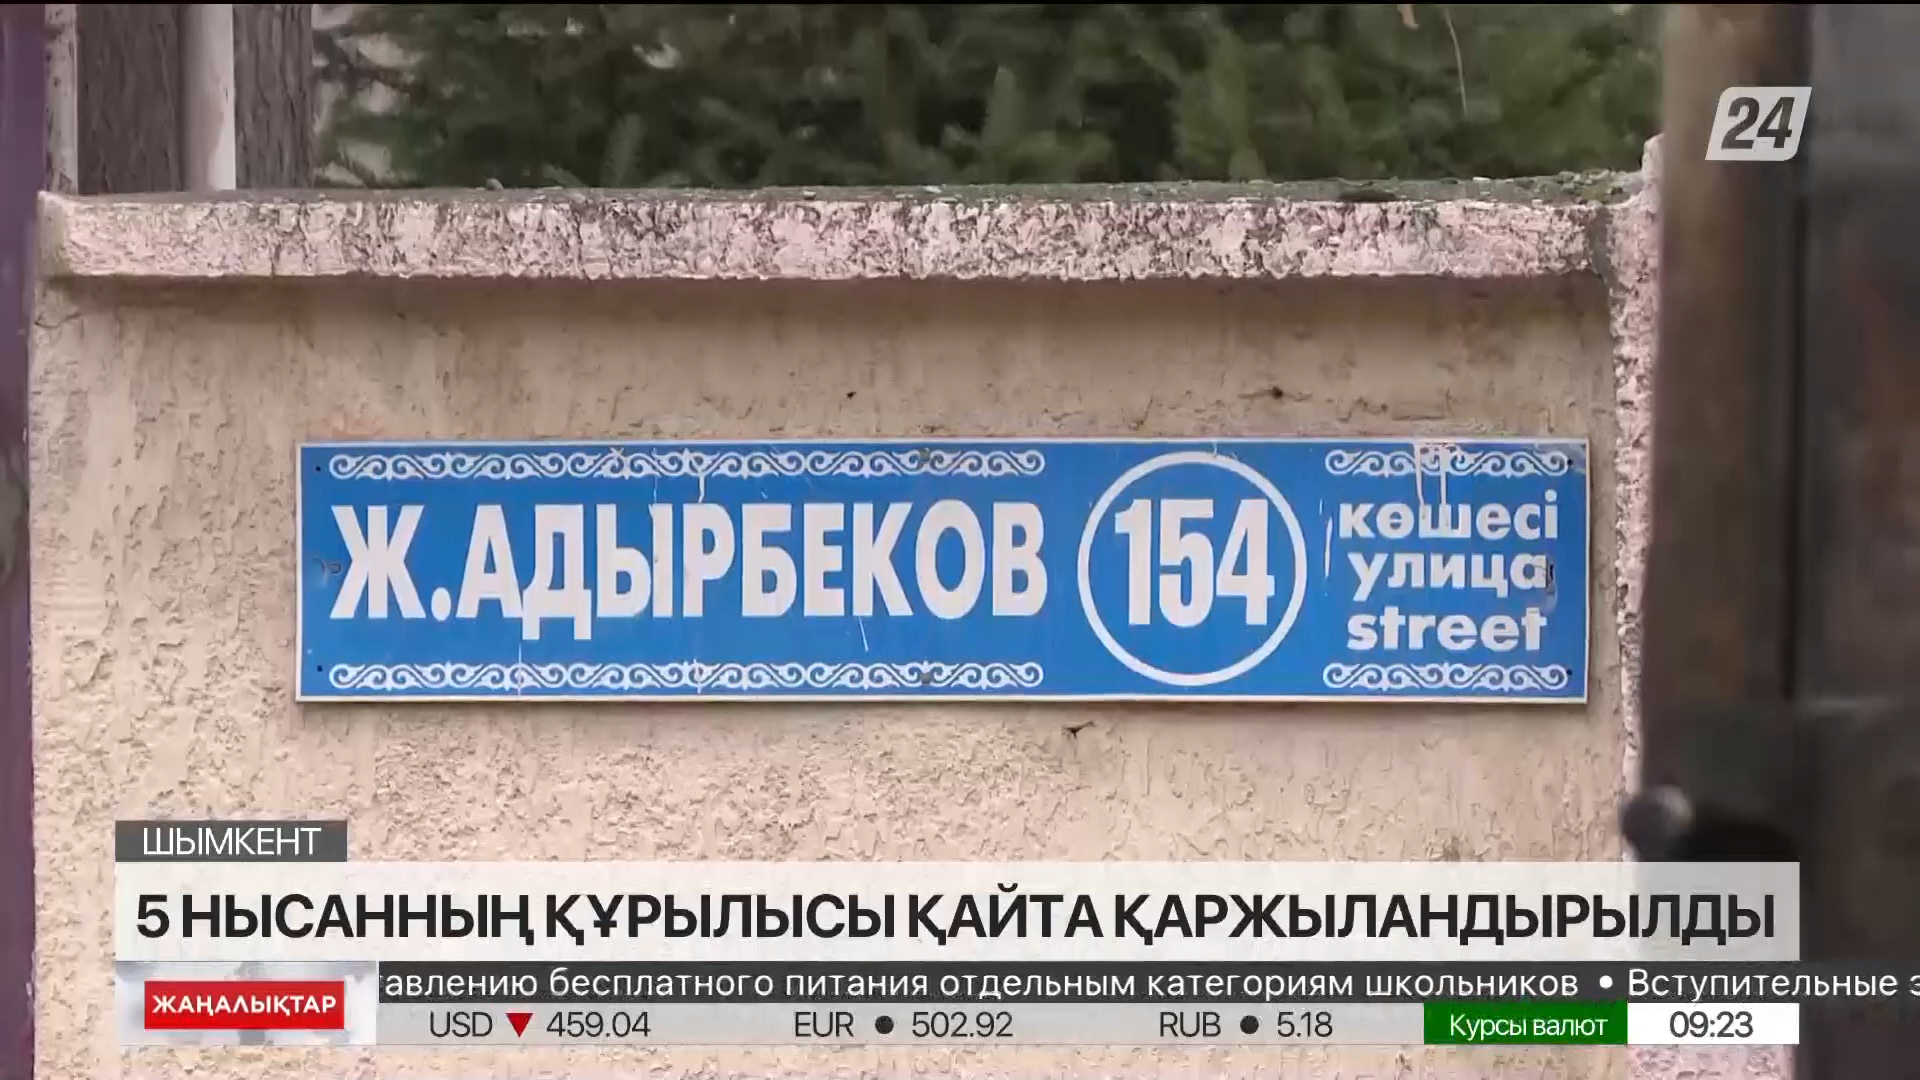 24
Ж.АДЫРБЕКОВ
154
көшесі
улица
street
ШЫМКЕНТ
5 НЫСАННЫҢ ҚҰРЫЛЫСЫ ҚАЙТА ҚАРЖЫЛАНДЫРЫЛДЫ
бесплатного питания отдельным категориям школьников • Вступительные
ЖАҢАЛЫҚТАР
USD ▼ 459.04 EUR ● 502.92 RUB ● 5.18 Курсы валют 09:23